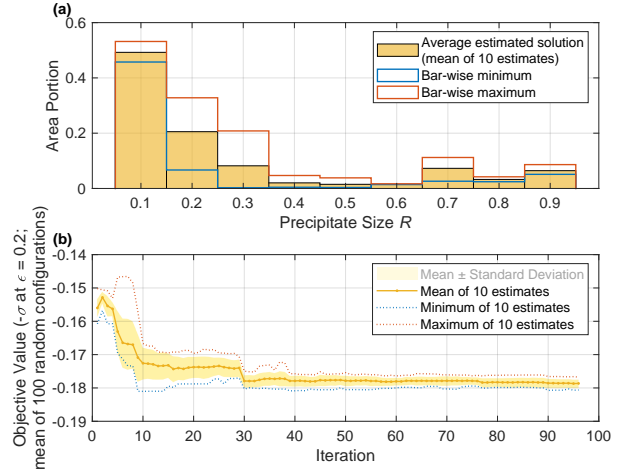 (a)
0.6
0.4
0.2
0
Area Portion
Average estimated solution
(mean of 10 estimates)
Bar-wise minimum
Bar-wise maximum
0.1 0.2 0.3 0.4 0.5 0.6 0.7 0.8 0.9
Precipitate Size R
(b)
-0.14
-0.15
-0.16
-0.17
-0.18
-0.19
Objective Value (-σ at ϵ = 0.2;
mean of 100 random configurations)
Mean ± Standard Deviation
Mean of 10 estimates
Minimum of 10 estimates
Maximum of 10 estimates
0 10 20 30 40 50 60 70 80 90 100
Iteration